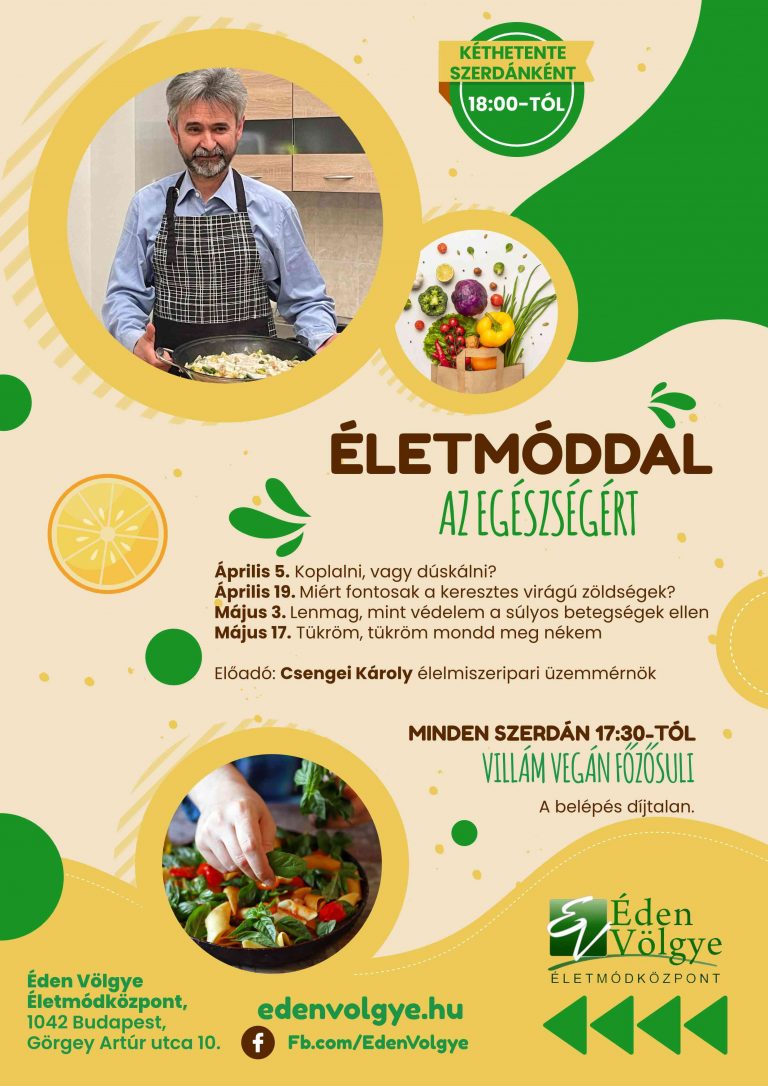 KÉTHETENTE
SZERDÁNKÉNT
18:00-TÓL
ÉLETMÓDDAL
AZ EGÉSZSÉGÉRT
Április 5. Koplalni, vagy dúskálni?
Április 19. Miért fontosak a keresztes virágú zöldségek?
Május 3. Lenmag, mint védelem a súlyos betegségek ellen
Május 17. Tükröm, tükröm mondd meg nékem
Előadó: Csengei Károly élelmiszeripari üzemmérnök
MINDEN SZERDÁN 17:30-TÓL
VILLÁM VEGÁN FŐZŐSULI
A belépés díjtalan.
EV Éden
Völgye
ÉLETMÓDKÖZPONT
Éden Völgye
Életmódközpont,
1042 Budapest,
Görgey Artúr utca 10.
edenvolgye.hu
f Fb.com/EdenVolgye